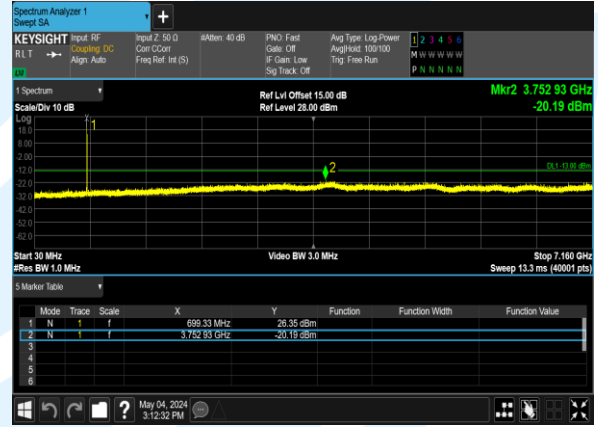 Spectrum Analyzer 1
Swept SA
KEYSIGHT Input: RF Input Z: 50 Ω #Atten: 40 dB PNO: Fast Avg Type: Log-Power 1 2 3 4 5 6
RLT Coupling: DC Corr CCorr Gate: Off Avg|Hold: 100/100 M W W W W W
Align: Auto Freq Ref: Int (S) IF Gain: Low Trig: Free Run
Sig Track: Off P N N N N N
1 Spectrum
Ref Lvl Offset 15.00 dB Mkr2 3.752 93 GHz
Scale/Div 10 dB Ref Level 28.00 dBm -20.19 dBm
Log
1
18.0
8.00
-2.00
2
-12.0 DL1 -13.00 dBm
-22.0
-32.0
-42.0
-52.0
-62.0
Start 30 MHz Video BW 3.0 MHz Stop 7.160 GHz
#Res BW 1.0 MHz Sweep 13.3 ms (40001 pts)
5 Marker Table
Mode Trace Scale X Y Function Function Width Function Value
1 N 1 f 699.33 MHz 26.35 dBm
2 N 1 f 3.752 93 GHz -20.19 dBm
3
4
5
6
? May 04, 2024
3:12:32 PM